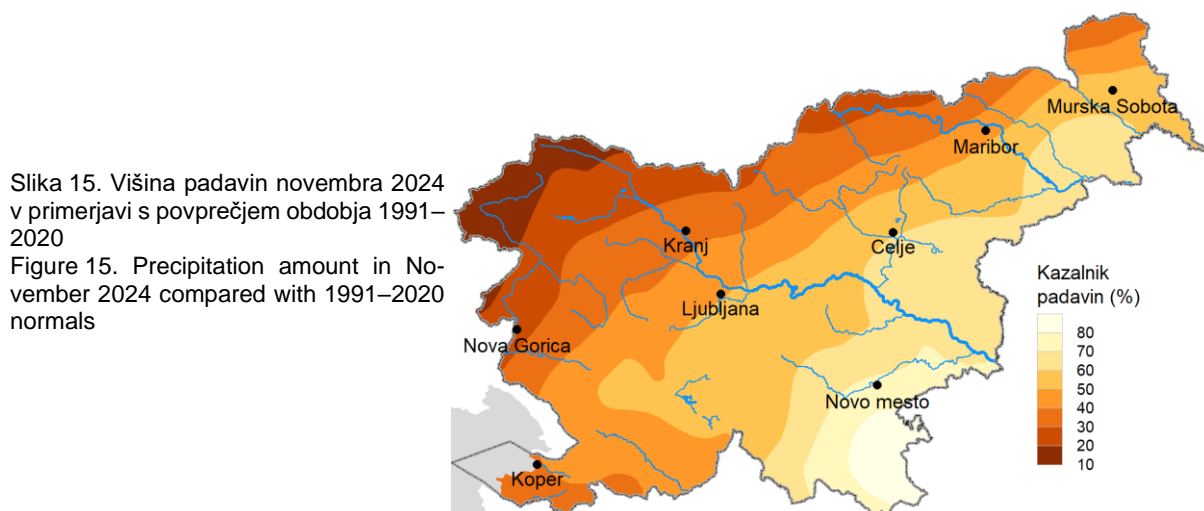 Slika 15. Višina padavin novembra 2024
v primerjavi s povprečjem obdobja 1991–
2020
Figure 15. Precipitation amount in No-
vember 2024 compared with 1991–2020
normals
Murska Sobota
Maribor
Kranj
Celje
Ljubljana
Nova Gorica
Novo mesto
Koper
Kazalnik
padavin (%)
80
70
60
50
40
30
20
10